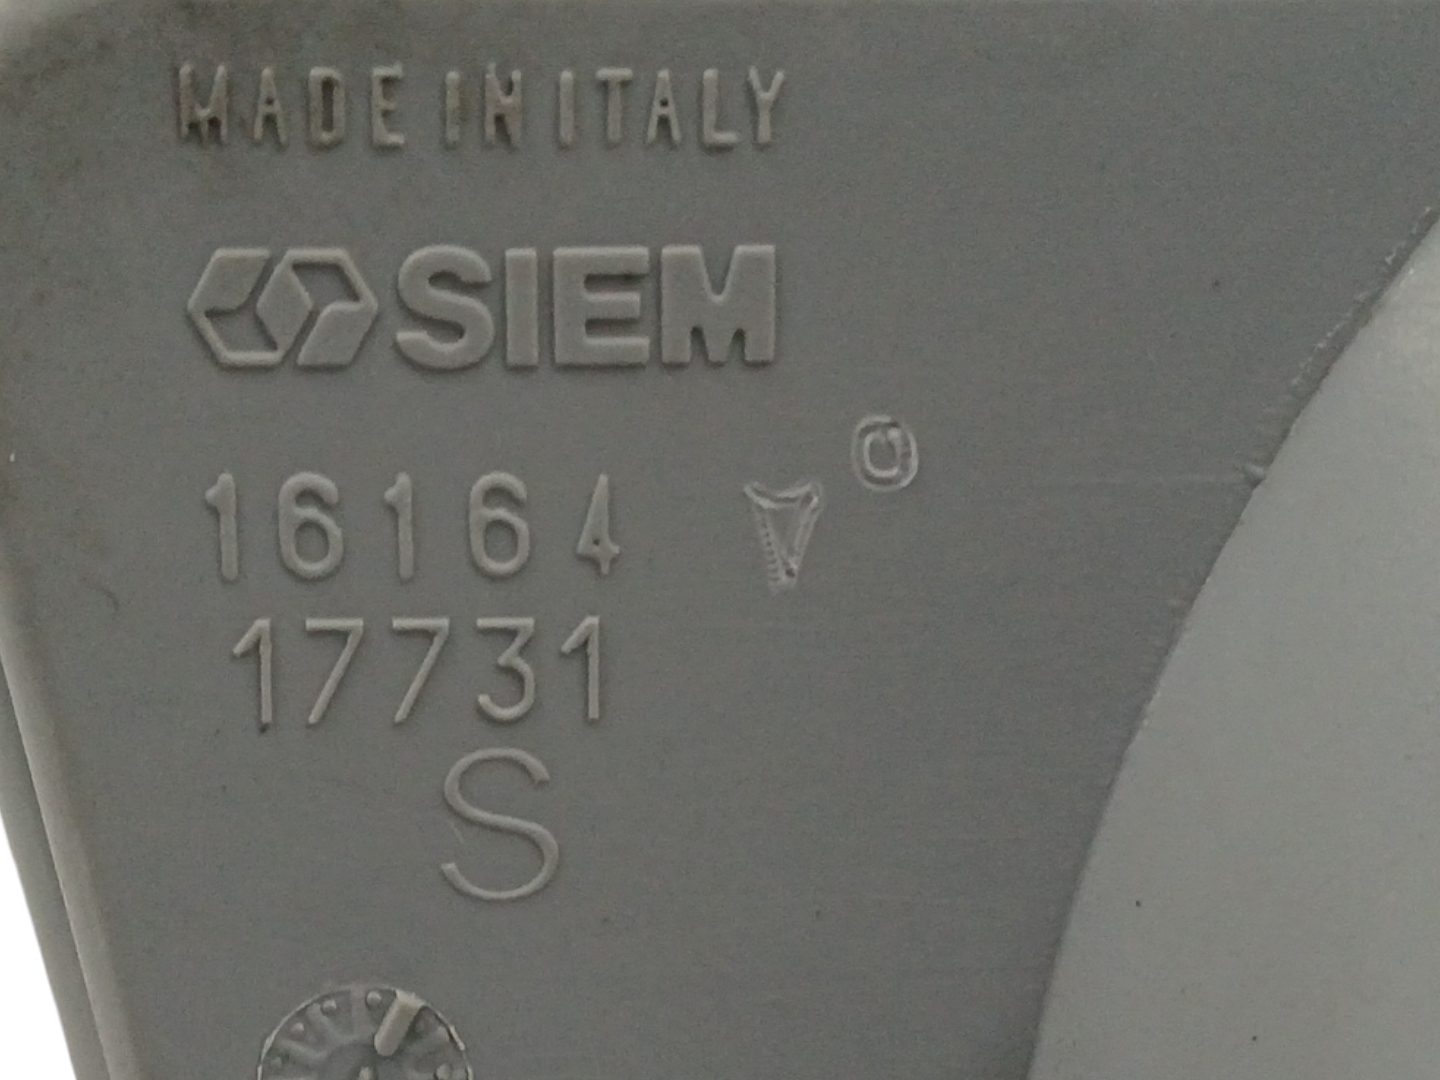 MADE IN ITALY
SIEM
16164
17731
S